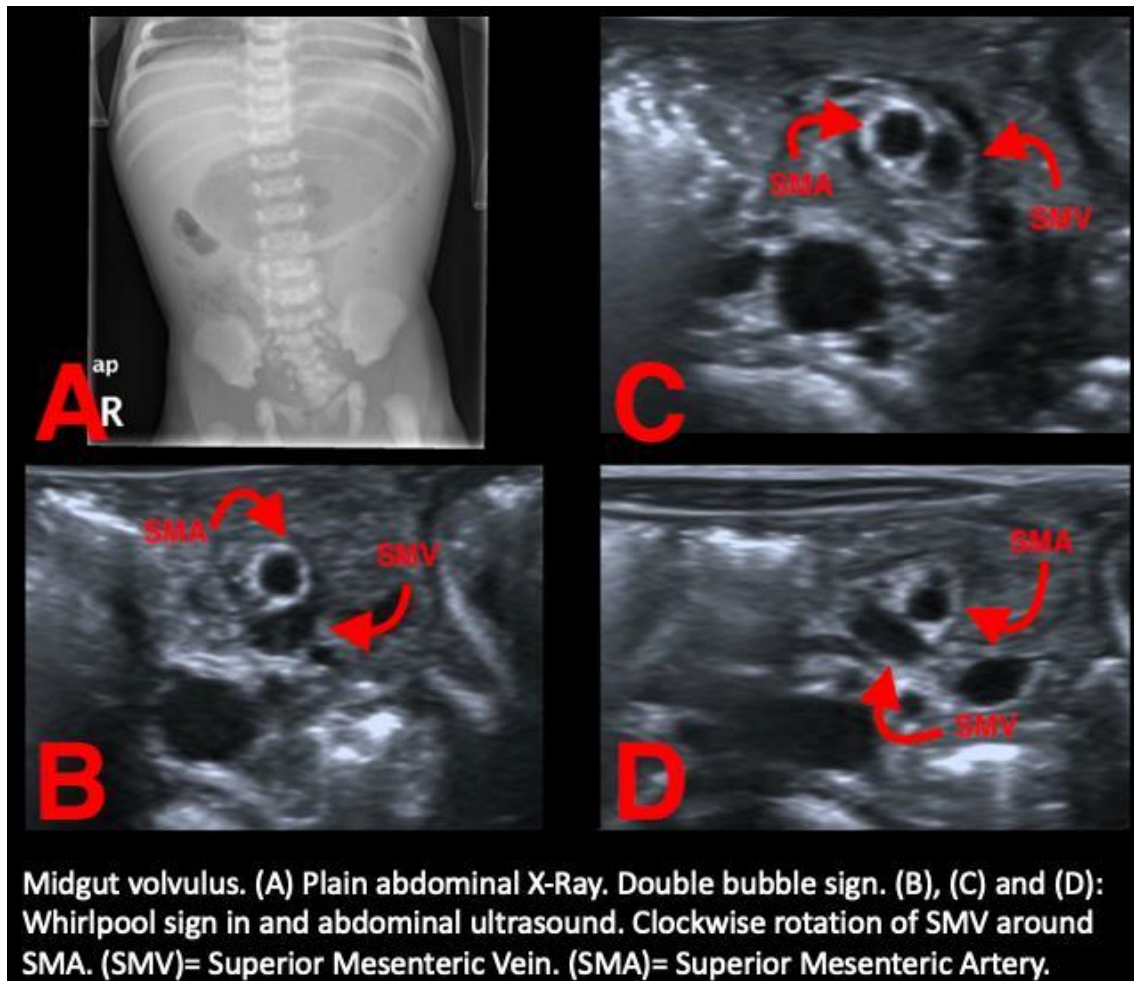 ap
R
A
SMA
SMV
C
SMA
SMV
B
SMA
SMV
D
Midgut volvulus. (A) Plain abdominal X-Ray. Double bubble sign. (B), (C) and (D):
Whirlpool sign in and abdominal ultrasound. Clockwise rotation of SMV around
SMA. (SMV)= Superior Mesenteric Vein. (SMA)= Superior Mesenteric Artery.